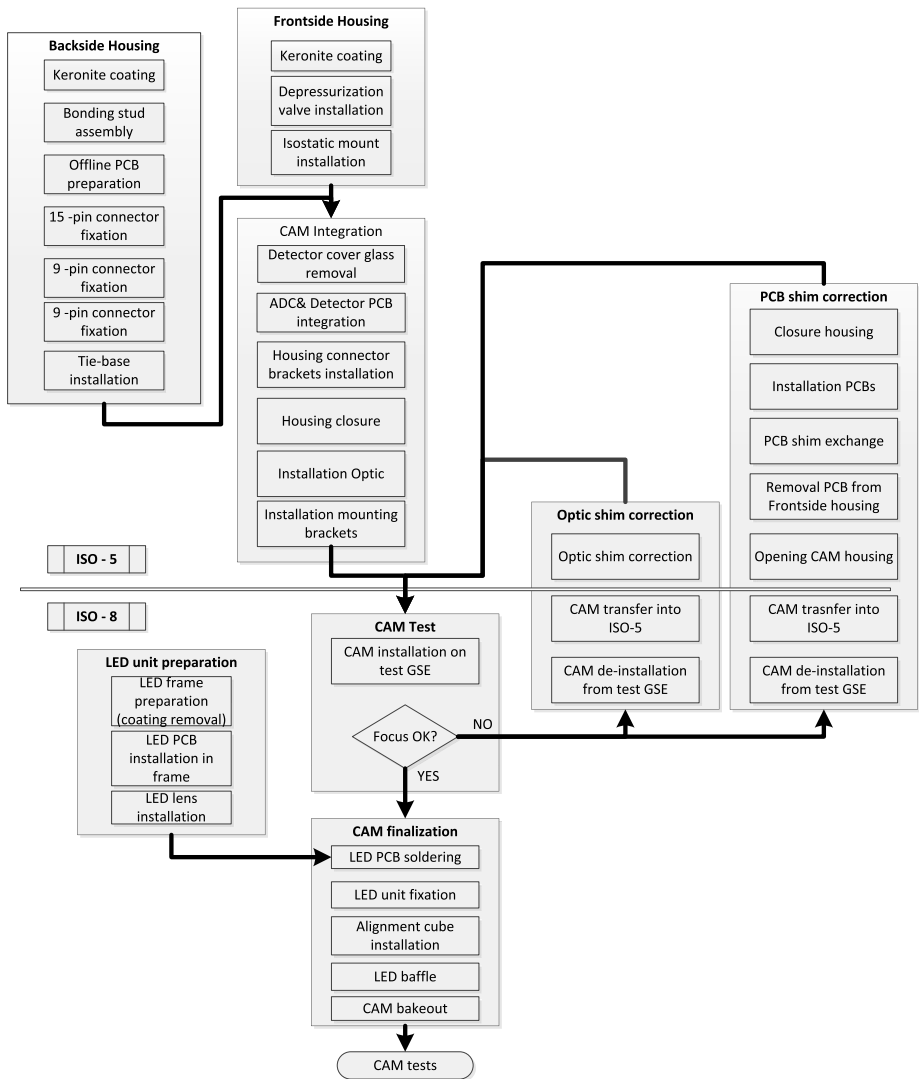 Backside Housing
Keronite coating
Bonding stud
assembly
Offline PCB
preparation
15 -pin connector
fixation
9 -pin connector
fixation
9 -pin connector
fixation
Tie-base
installation
Frontside Housing
Keronite coating
Depressurization
valve installation
Isostatic mount
installation
CAM Integration
Detector cover glass
removal
ADC& Detector PCB
integration
Housing connector
brackets installation
Housing closure
Installation Optic
Installation mounting
brackets
PCB shim correction
Closure housing
Installation PCBs
PCB shim exchange
Removal PCB from
Frontside housing
Opening CAM housing
CAM trasnfer into
ISO-5
CAM de-installation
from test GSE
Optic shim correction
Optic shim correction
CAM transfer into
ISO-5
CAM de-installation
from test GSE
ISO - 5
ISO - 8
CAM Test
CAM installation on
test GSE
Focus OK?
NO
YES
LED unit preparation
LED frame
preparation
(coating removal)
LED PCB
installation in
frame
LED lens
installation
CAM finalization
LED PCB soldering
LED unit fixation
Alignment cube
installation
LED baffle
CAM bakeout
CAM tests